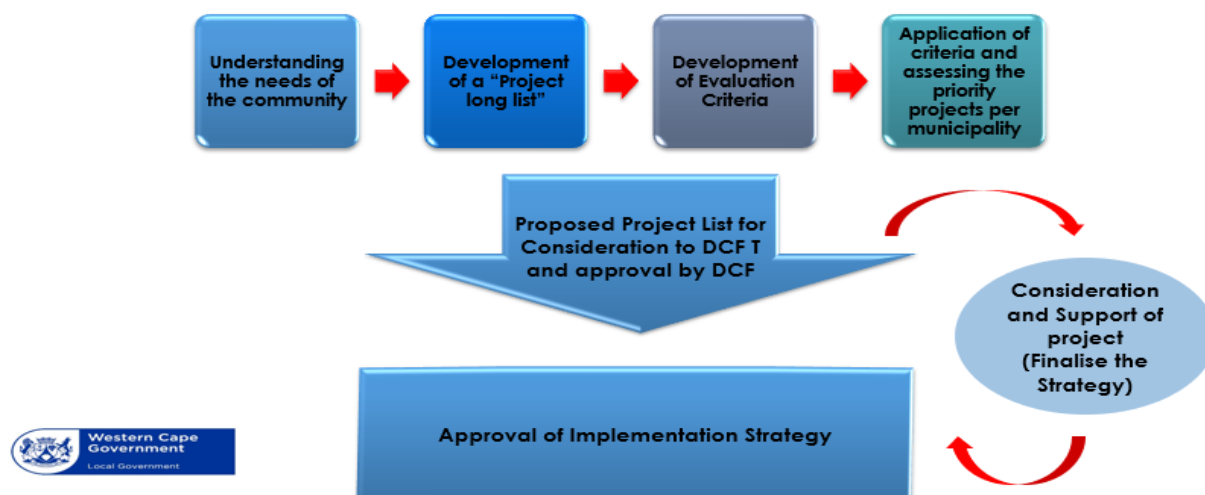 Understanding
the needs of
the community
Development
of a “Project
long list”
Development
of Evaluation
Criteria
Application of
criteria and
assessing the
priority
projects per
municipality
Proposed Project List for
Consideration to DCF T
and approval by DCF
Consideration
and Support of
project
(Finalise the
Strategy)
Approval of Implementation Strategy
Western Cape
Government
Local Government